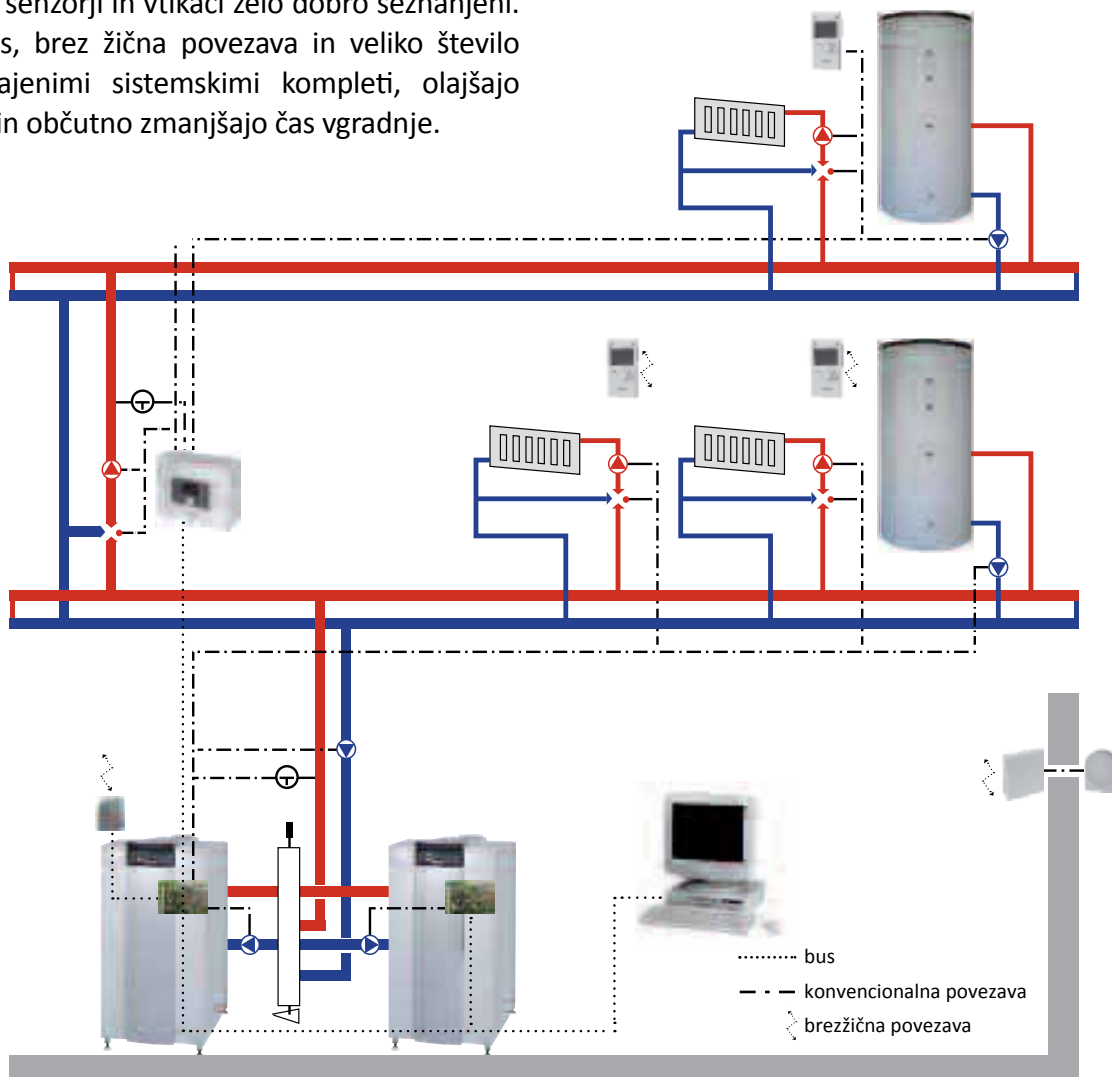 senzorji in vtikači zelo dobro seznanjeni.
s, brez žična povezava in veliko število
ajenimi sistemskimi kompleti, olajšajo
in občutno zmanjšajo čas vgradnje.
bus
konvencionalna povezava
brezžična povezava